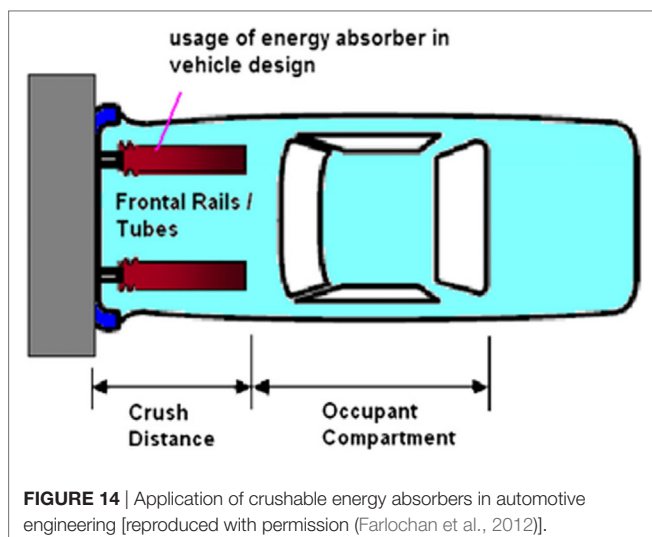 usage of energy absorber in
vehicle design
Frontal Rails /
Tubes
Crush
Distance
Occupant
Compartment
FIGURE 14 | Application of crushable energy absorbers in automotive
engineering [reproduced with permission (Farlochan et al., 2012)].